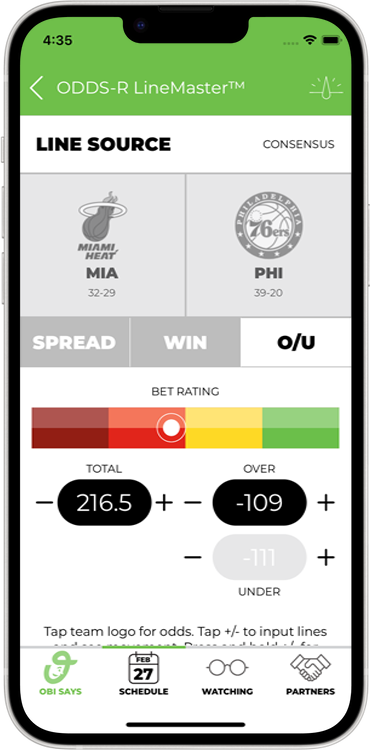 4:35
ODDS-R LineMaster™
LINE SOURCE
CONSENSUS
MIAMI
HEAT
PHILADELPHIA
76ers
MIA
PHI
32-29
39-20
SPREAD WIN O/U
BET RATING
TOTAL OVER
− 216.5 + − -109 +
− -111 +
UNDER
Tap team logo for odds. Tap +/- to input lines
FEB
27
OBI SAYS SCHEDULE WATCHING PARTNERS